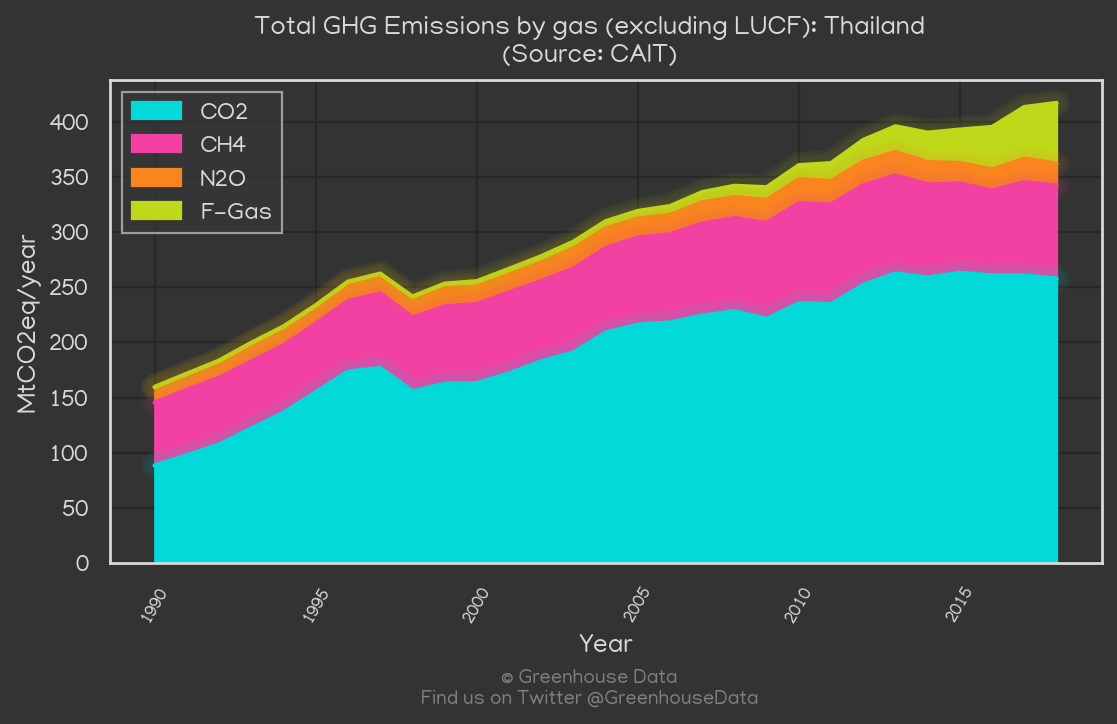 Total GHG Emissions by gas (excluding LUCF): Thailand
(Source: CAIT)
CO2
CH4
N2O
F-Gas
MtCO2eq/year
400
350
300
250
200
150
100
50
0
1990
1995
2000
2005
2010
2015
Year
© Greenhouse Data
Find us on Twitter @GreenhouseData